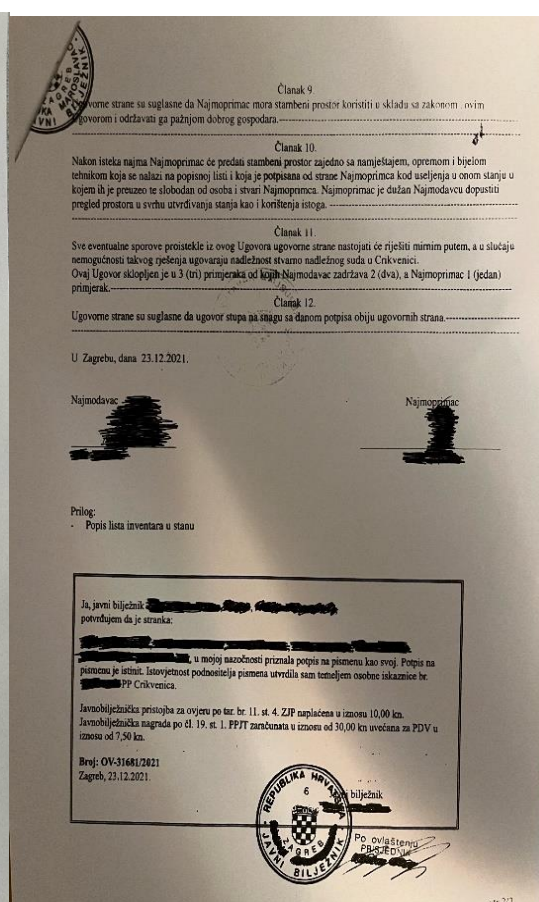 Članak 9.
ugovorne strane su suglasne da Najmoprimac mora stambeni prostor koristiti u skladu sa zakonom, ovim
ugovorom i održavati ga pažnjom dobrog gospodara.
Članak 10.
Nakon isteka najma Najmoprimac će predati stambeni prostor zajedno sa namještajem, opremom i bijelom
tehnikom koja se nalazi na popisnoj listi i koja je potpisana od strane Najmoprimca kod useljenja u onom stanju u
kojem ih je preuzeo te slobodan od osoba i stvari Najmoprimca. Najmoprimac je dužan Najmodavcu dopustiti
pregled prostora u svrhu utvrđivanja stanja kao i korištenja istoga.
Članak 11.
Sve eventualne sporove proistekle iz ovog Ugovora ugovorne strane nastojati će riješiti mirnim putem, a u slučaju
nemogućnosti takvog rješenja ugovaraju nadležnost stvarno nadležnog suda u Crikvenici.
Ovaj Ugovor sklopljen je u 3 (tri) primjeraka od kojih Najmodavac zadržava 2 (dva), a Najmoprimac 1 (jedan)
primjerak.
Članak 12.
Ugovorne strane su suglasne da ugovor stupa na snagu sa danom potpisa obiju ugovornih strana.
U Zagrebu, dana 23.12.2021.
Najmodavac
Najmoprimac
Prilog:
- Popis lista inventara u stanu
Ja, javni bilježnik
potvrđujem da je stranka:
, u mojoj nazočnosti priznala potpis na pismenu kao svoj. Potpis na
pismenu je istinit. Istovjetnost podnositelja pismena utvrdila sam temeljem osobne iskaznice br.
PP Crikvenica.
Javnobilježnička pristojba za ovjeru po tar. br. 11. st. 4. ZJP naplaćena u iznosu 10,00 kn.
Javnobilježnička nagrada po čl. 19. st. 1. PPJT zaračunata u iznosu od 30,00 kn uvećana za PDV u
iznosu od 7,50 kn.
Broj: OV-31681/2021
Zagreb, 23.12.2021.
bilježnik
REPUBLIKA HRVATSKA
6
ZAGREB
JAVNI BILJEŽNIK
Po ovlaštenju
PRISJEDNIK